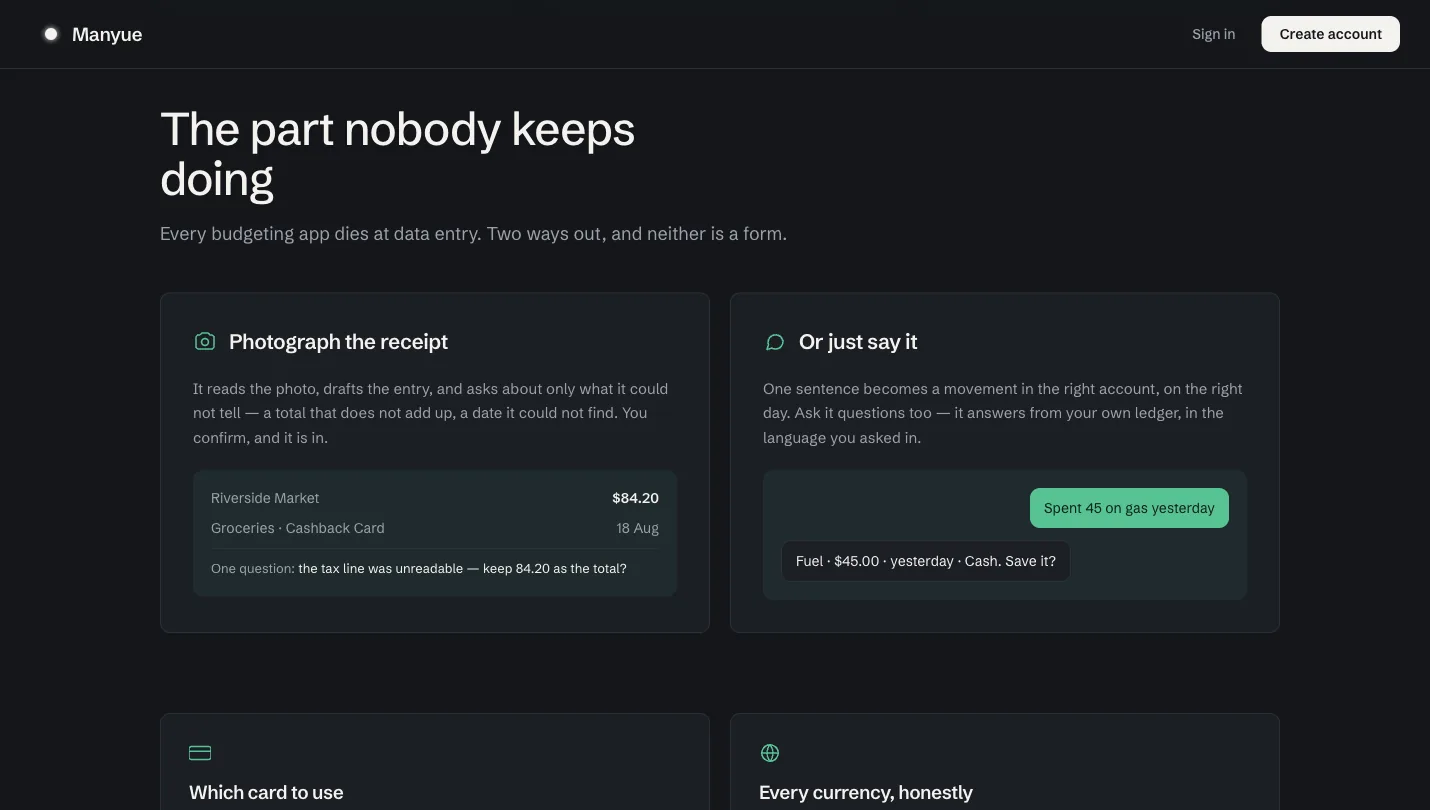 Manyue
Sign in
Create account
The part nobody keeps
doing
Every budgeting app dies at data entry. Two ways out, and neither is a form.
Photograph the receipt
It reads the photo, drafts the entry, and asks about only what it could
not tell — a total that does not add up, a date it could not find. You
confirm, and it is in.
Riverside Market
$84.20
Groceries · Cashback Card
18 Aug
One question: the tax line was unreadable — keep 84.20 as the total?
Or just say it
One sentence becomes a movement in the right account, on the right
day. Ask it questions too — it answers from your own ledger, in the
language you asked in.
Spent 45 on gas yesterday
Fuel · $45.00 · yesterday · Cash. Save it?
Which card to use
Every currency, honestly